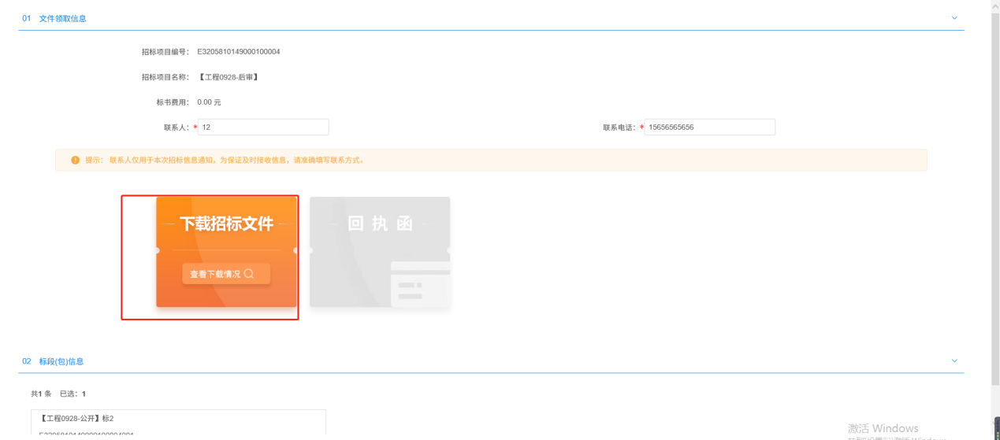 01 文件领取信息
招标项目编号： E3205810149000100004
招标项目名称： 【工程0928-后审】
标书费用： 0.00 元
联系人：* 12 联系电话：* 15656565656
提示： 联系人仅用于本次招标信息通知，为保证及时接收信息，请准确填写联系方式。
下载招标文件 回执函
查看下载情况
02 标段(包)信息
共1 条 已选：1
【工程0928-公开】标2
激活 Windows